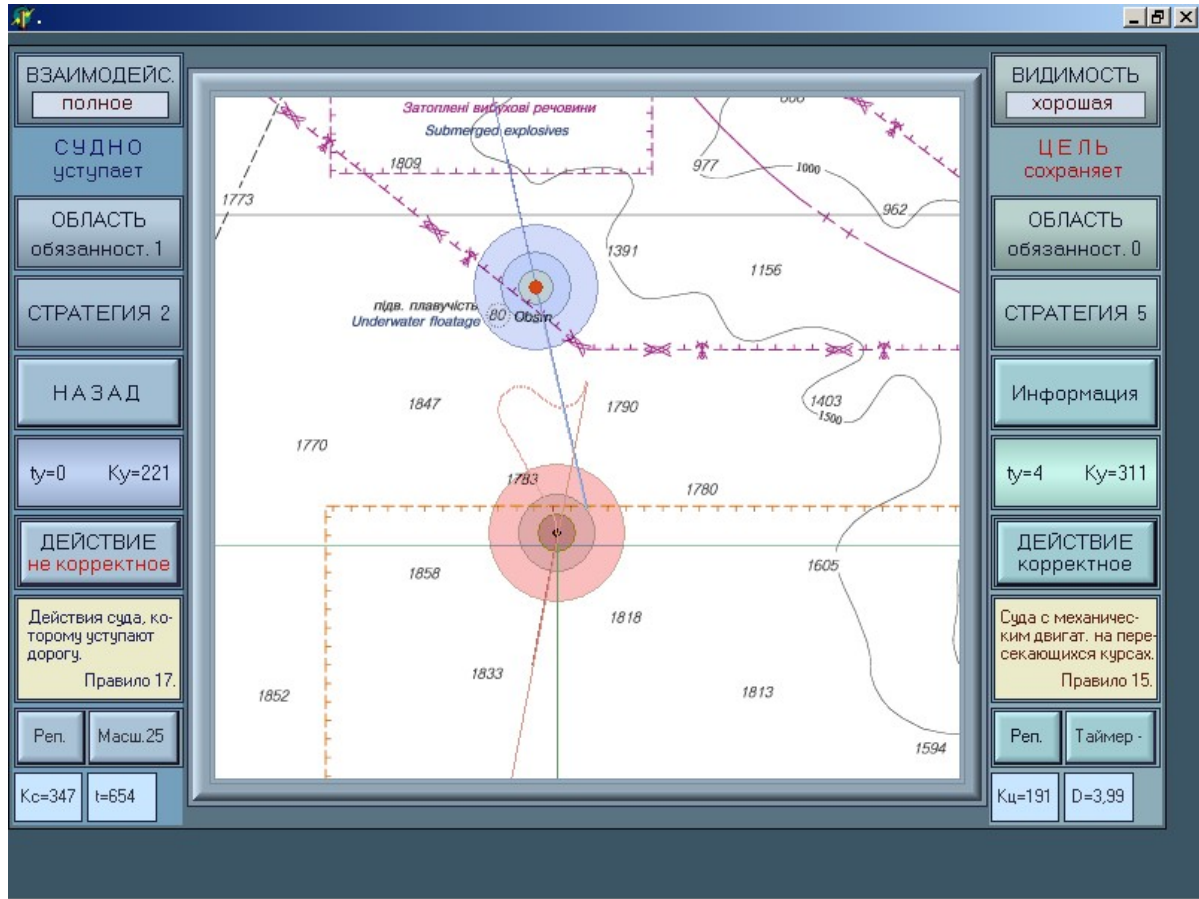 .
ВЗАИМОДЕЙС.
полное
СУДНО
уступает
ОБЛАСТЬ
обязанност. 1
СТРАТЕГИЯ 2
НАЗАД
ty=0 Ky=221
ДЕЙСТВИЕ
не корректное
Действия суда, ко-
торому уступают
дорогу.
Правило 17.
Реп. Масш.25
Kc=347 t=654
Затоплені вибухові речовини
Submerged explosives
1809
977
1000
1773
962
1391
1156
підв. плавучість
Underwater floatage
80 Obstn
1847
1790
1403
1500
1770
1783
1780
1858
1605
1818
1833
1852
1813
1594
ВИДИМОСТЬ
хорошая
ЦЕЛЬ
сохраняет
ОБЛАСТЬ
обязанност. 0
СТРАТЕГИЯ 5
Информация
ty=4 Ky=311
ДЕЙСТВИЕ
корректное
Суда с механичес-
ким двигат. на пере-
секающихся курсах.
Правило 15.
Реп. Таймер -
Kц=191 D=3,99